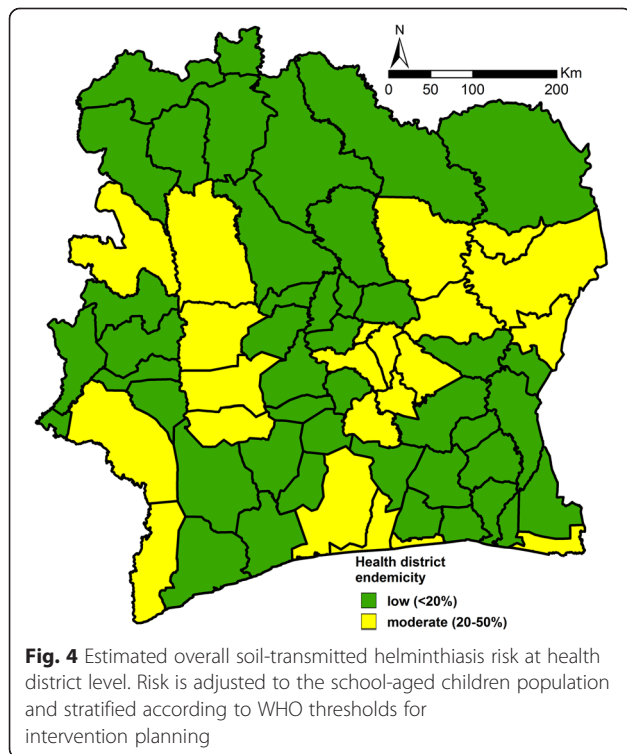 N
Km
0 50 100 200
Health district
endemicity
low (<20%)
moderate (20-50%)
Fig. 4 Estimated overall soil-transmitted helminthiasis risk at health
district level. Risk is adjusted to the school-aged children population
and stratified according to WHO thresholds for
intervention planning